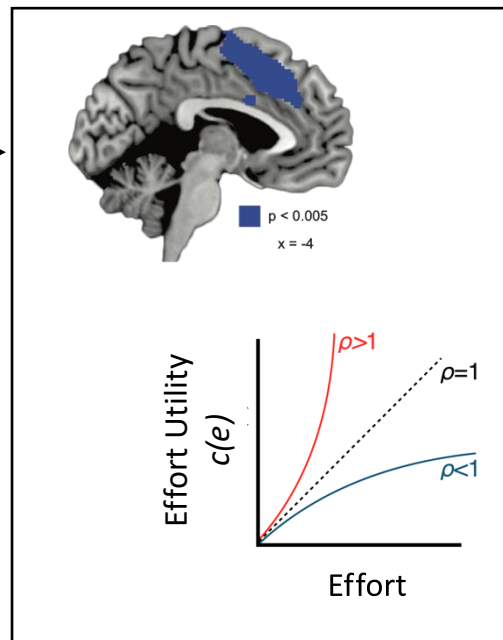 p < 0.005
x = -4
ρ>1
ρ=1
ρ<1
Effort Utility
c(e)
Effort